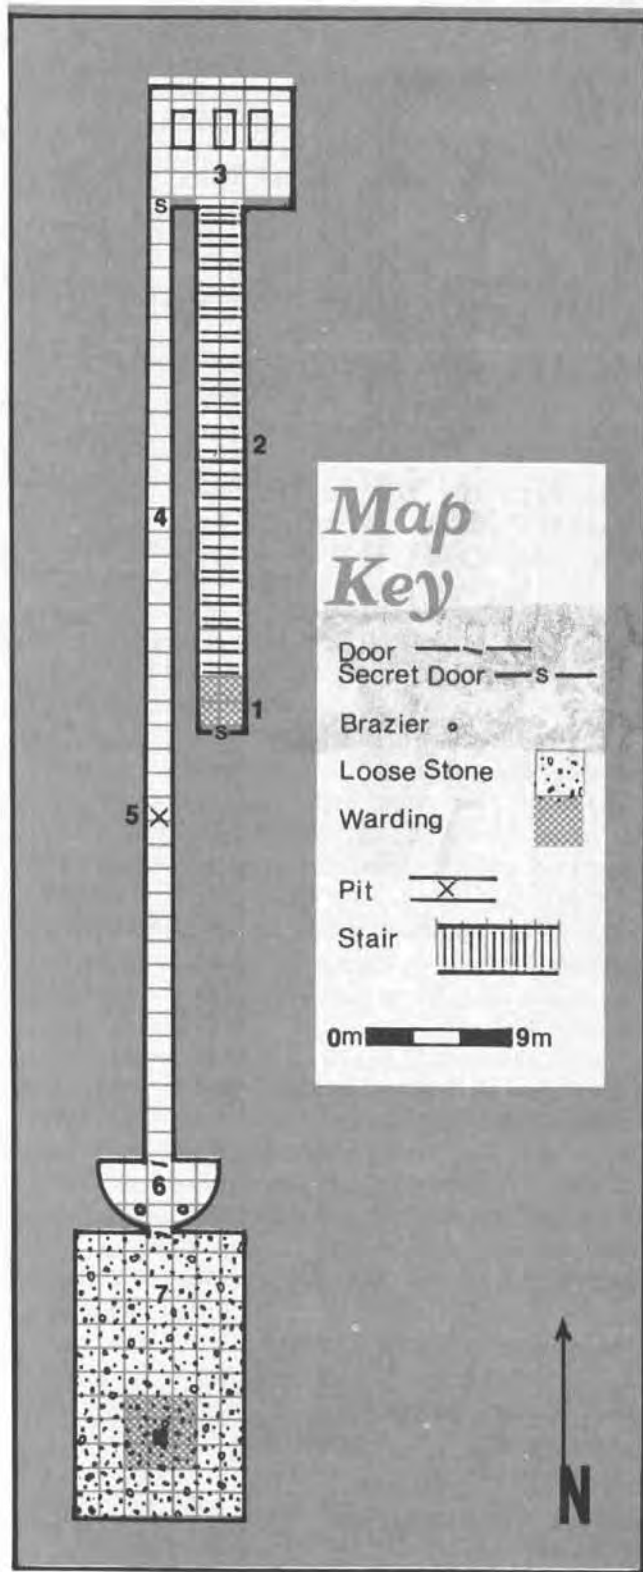 3
S
2
4
1
S
5
6
7
Map
Key
Door
Secret Door S
Brazier
Loose Stone
Warding
Pit
Stair
0m 9m
N